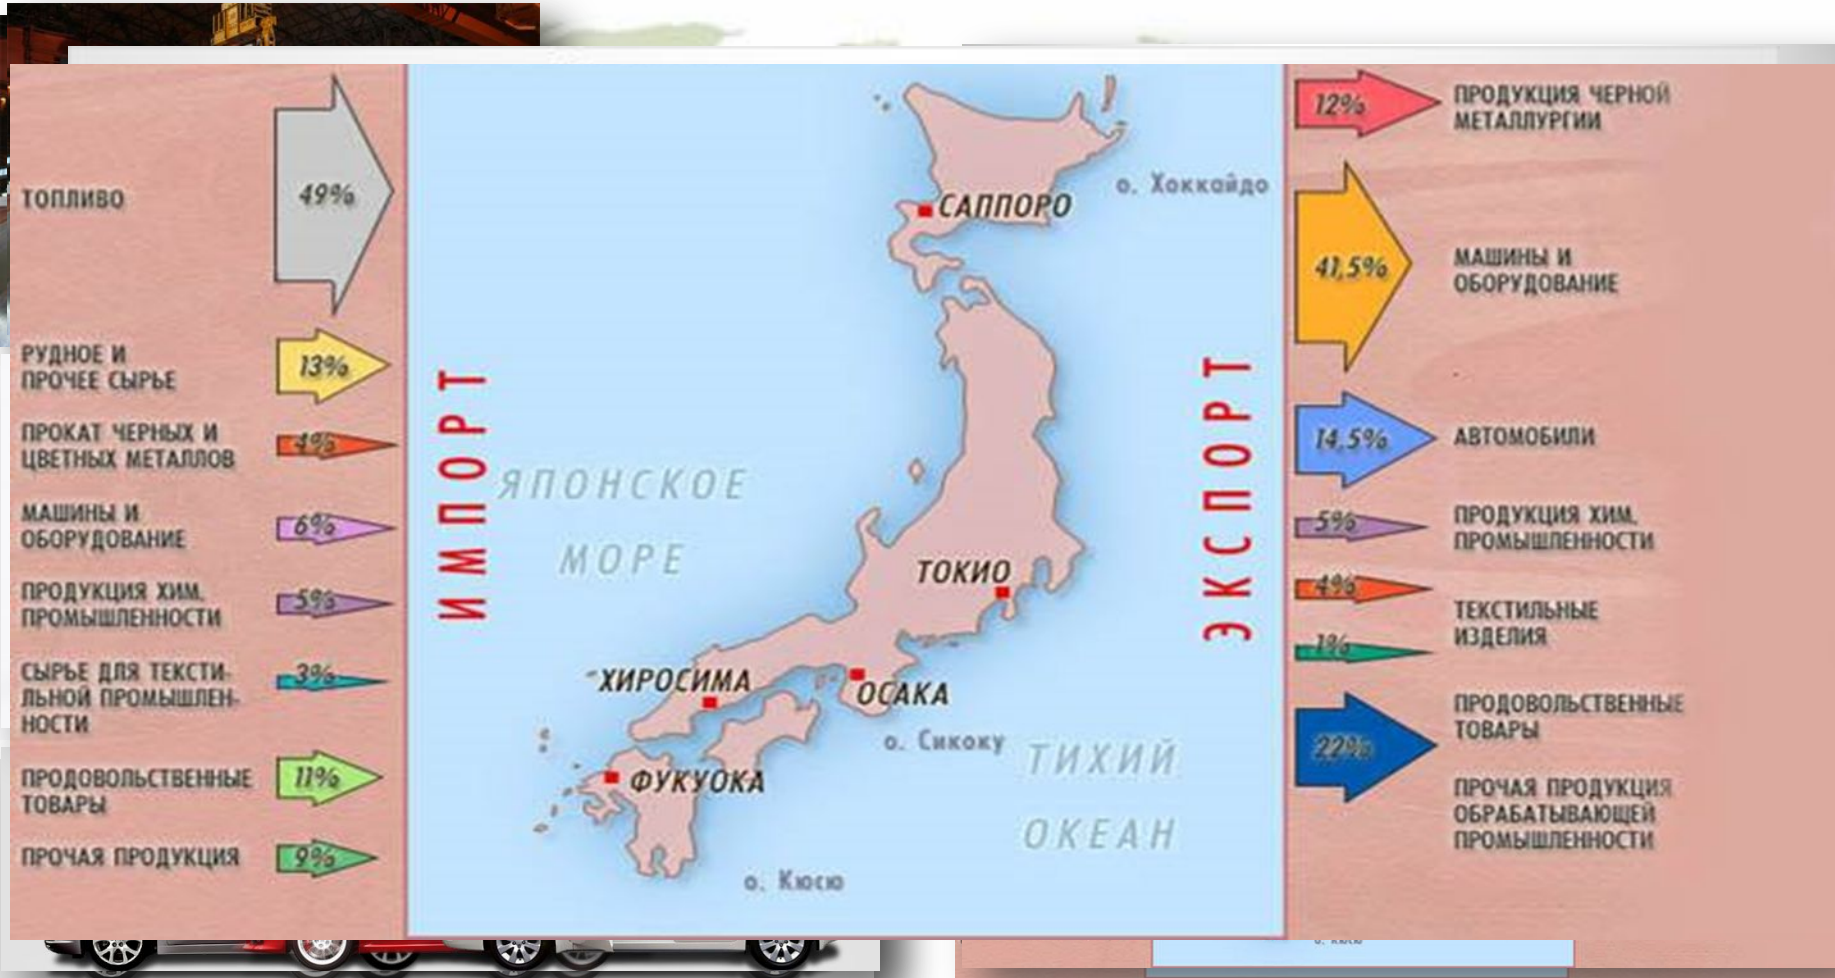 ТОПЛИВО
49%
РУДНОЕ И
ПРОЧЕЕ СЫРЬЕ
13%
ПРОКАТ ЧЕРНЫХ И
ЦВЕТНЫХ МЕТАЛЛОВ
4%
МАШИНЫ И
ОБОРУДОВАНИЕ
6%
ПРОДУКЦИЯ ХИМ.
ПРОМЫШЛЕННОСТИ
5%
СЫРЬЕ ДЛЯ ТЕКСТИ-
ЛЬНОЙ ПРОМЫШЛЕН-
НОСТИ
3%
ПРОДОВОЛЬСТВЕННЫЕ
ТОВАРЫ
11%
ПРОЧАЯ ПРОДУКЦИЯ
9%
ИМПОРТ
ЯПОНСКОЕ
МОРЕ
о. Хоккайдо
САППОРО
ТОКИО
ХИРОСИМА
ОСАКА
о. Сикоку
ФУКУОКА
о. Кюсю
ТИХИЙ
ОКЕАН
ЭКСПОРТ
12%
ПРОДУКЦИЯ ЧЕРНОЙ
МЕТАЛЛУРГИИ
41,5%
МАШИНЫ И
ОБОРУДОВАНИЕ
14,5%
АВТОМОБИЛИ
5%
ПРОДУКЦИЯ ХИМ.
ПРОМЫШЛЕННОСТИ
4%
ТЕКСТИЛЬНЫЕ
ИЗДЕЛИЯ
1%
ПРОДОВОЛЬСТВЕННЫЕ
ТОВАРЫ
22%
ПРОЧАЯ ПРОДУКЦИЯ
ОБРАБАТЫВАЮЩЕЙ
ПРОМЫШЛЕННОСТИ